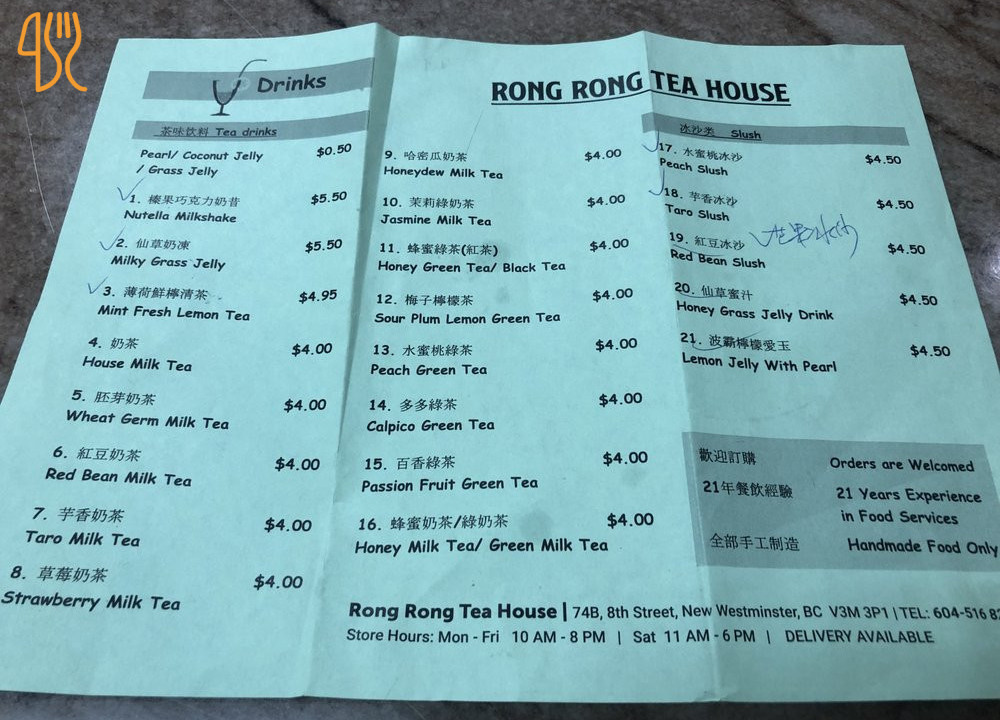 Drinks
茶味饮料 Tea drinks
Pearl/ Coconut Jelly
/ Grass Jelly
$0.50
1. 榛果巧克力奶昔
Nutella Milkshake
$5.50
2. 仙草奶凍
Milky Grass Jelly
$5.50
3. 薄荷鮮檸清茶
Mint Fresh Lemon Tea
$4.95
4. 奶茶
House Milk Tea
$4.00
5. 胚芽奶茶
Wheat Germ Milk Tea
$4.00
6. 紅豆奶茶
Red Bean Milk Tea
$4.00
7. 芋香奶茶
Taro Milk Tea
$4.00
8. 草莓奶茶
Strawberry Milk Tea
$4.00
RONG RONG TEA HOUSE
9. 哈密瓜奶茶
Honeydew Milk Tea
$4.00
10. 茉莉綠奶茶
Jasmine Milk Tea
$4.00
11. 蜂蜜綠茶(紅茶)
Honey Green Tea/ Black Tea
$4.00
12. 梅子檸檬茶
Sour Plum Lemon Green Tea
$4.00
13. 水蜜桃綠茶
Peach Green Tea
$4.00
14. 多多綠茶
Calpico Green Tea
$4.00
15. 百香綠茶
Passion Fruit Green Tea
$4.00
16. 蜂蜜奶茶/綠奶茶
Honey Milk Tea/ Green Milk Tea
$4.00
冰沙类 Slush
17. 水蜜桃冰沙
Peach Slush
$4.50
18. 芋香冰沙
Taro Slush
$4.50
19. 紅豆冰沙
Red Bean Slush
$4.50
20. 仙草蜜汁
Honey Grass Jelly Drink
$4.50
21. 波霸檸檬愛玉
Lemon Jelly With Pearl
$4.50
歡迎訂購 Orders are Welcomed
21年餐飲經驗 21 Years Experience
in Food Services
全部手工制造 Handmade Food Only
Rong Rong Tea House | 74B, 8th Street, New Westminster, BC V3M 3P1 | TEL: 604-516 82
Store Hours: Mon - Fri 10 AM - 8 PM | Sat 11 AM - 6 PM | DELIVERY AVAILABLE